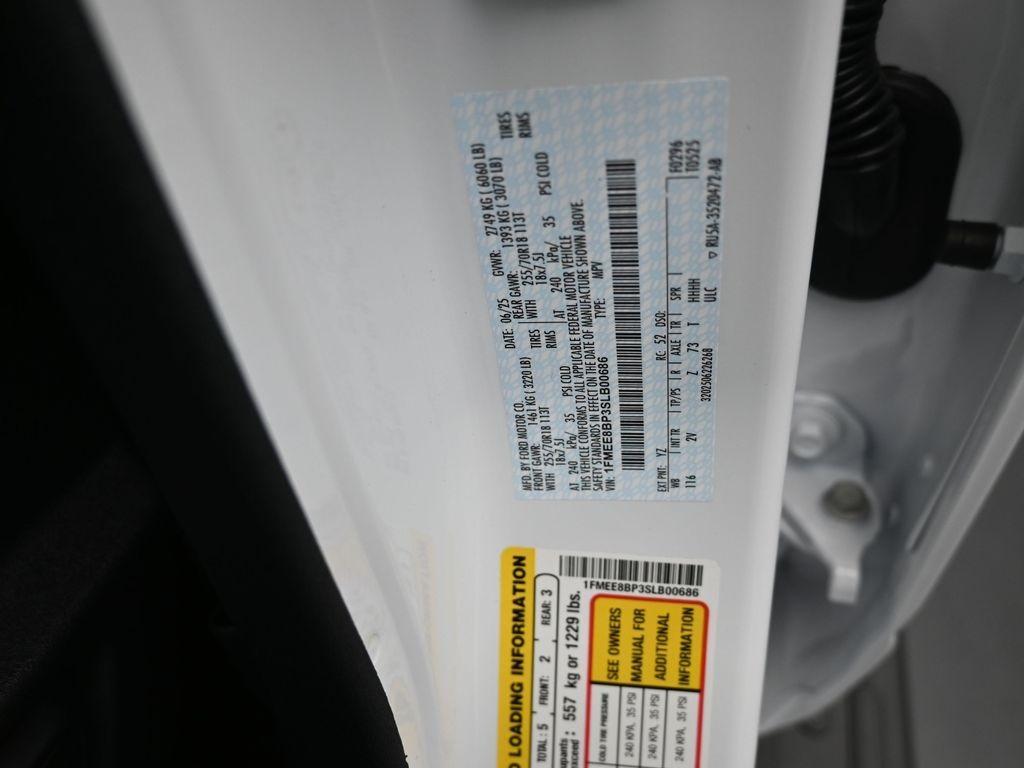 MFD. BY FORD MOTOR CO.
DATE: 06/25
GVWR: 2749 KG ( 6060 LB)
FRONT GAWR: 1461 KG ( 3220 LB)
REAR GAWR: 1393 KG ( 3070 LB)
WITH 255/70R18 113T TIRES
WITH 255/70R18 113T TIRES
18x7.5J RIMS
18x7.5J RIMS
AT 240 kPa/ 35 PSI COLD
AT 240 kPa/ 35 PSI COLD
THIS VEHICLE CONFORMS TO ALL APPLICABLE FEDERAL MOTOR VEHICLE
SAFETY STANDARDS IN EFFECT ON THE DATE OF MANUFACTURE SHOWN ABOVE.
VIN: 1FMEE8BP3SLB00686
TYPE: MPV
F0296
T0525
EXT PNT: YZ RC: 52 DSO:
WB INTTR TP/PS R AXLE TR SPR
116 2V Z 73 T HHHH
ULC
3202506226268
RU5A-3520472-AB
LOADING INFORMATION
TOTAL: 5 FRONT: 2 REAR: 3
557 kg or 1229 lbs.
1FMEE8BP3SLB00686
COLD TIRE PRESSURE
240 KPA, 35 PSI
240 KPA, 35 PSI
240 KPA, 35 PSI
SEE OWNERS
MANUAL FOR
ADDITIONAL
INFORMATION